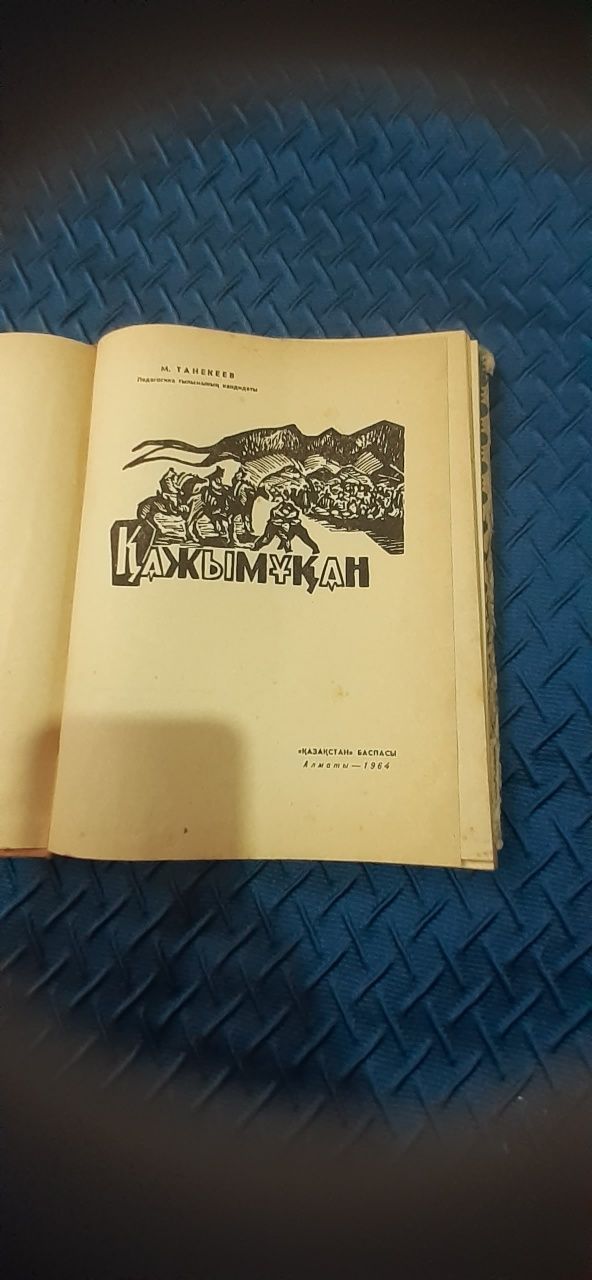 М. ТАНЕКЕЕВ
Педагогика ғылымының кандидаты
ҚАЖЫМҰҚАН
«ҚАЗАҚСТАН» БАСПАСЫ
Алматы — 1964